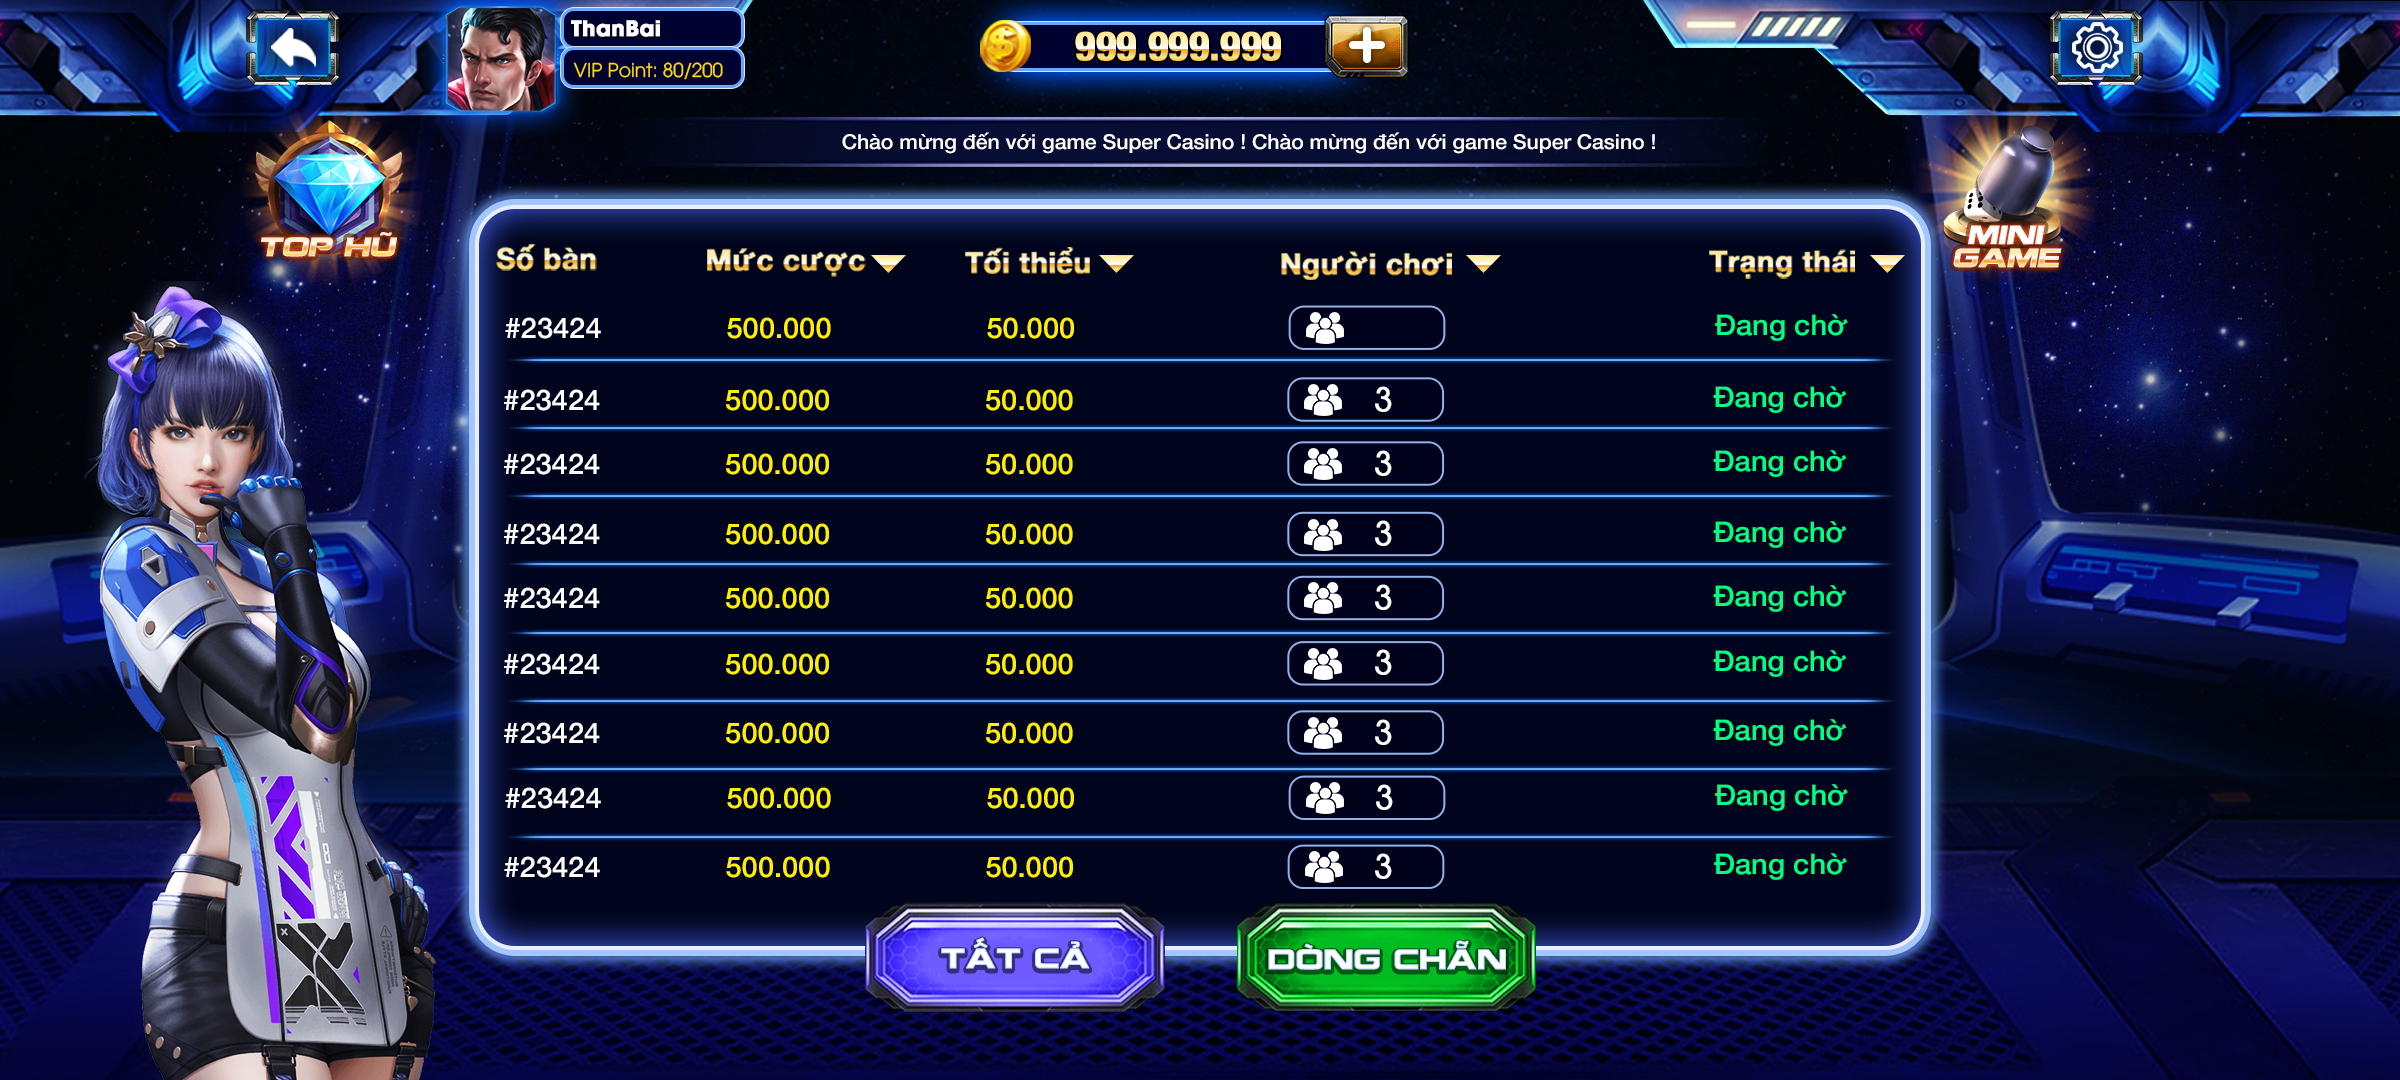 ThanBai
VIP Point: 80/200
999.999.999
Chào mừng đến với game Super Casino ! Chào mừng đến với game Super Casino !
TOP HŨ
MINI
GAME
Số bàn Mức cược Tối thiểu Người chơi Trạng thái
#23424 500.000 50.000 Đang chờ
#23424 500.000 50.000 3 Đang chờ
#23424 500.000 50.000 3 Đang chờ
#23424 500.000 50.000 3 Đang chờ
#23424 500.000 50.000 3 Đang chờ
#23424 500.000 50.000 3 Đang chờ
#23424 500.000 50.000 3 Đang chờ
#23424 500.000 50.000 3 Đang chờ
#23424 500.000 50.000 3 Đang chờ
TẤT CẢ
DÒNG CHẴN